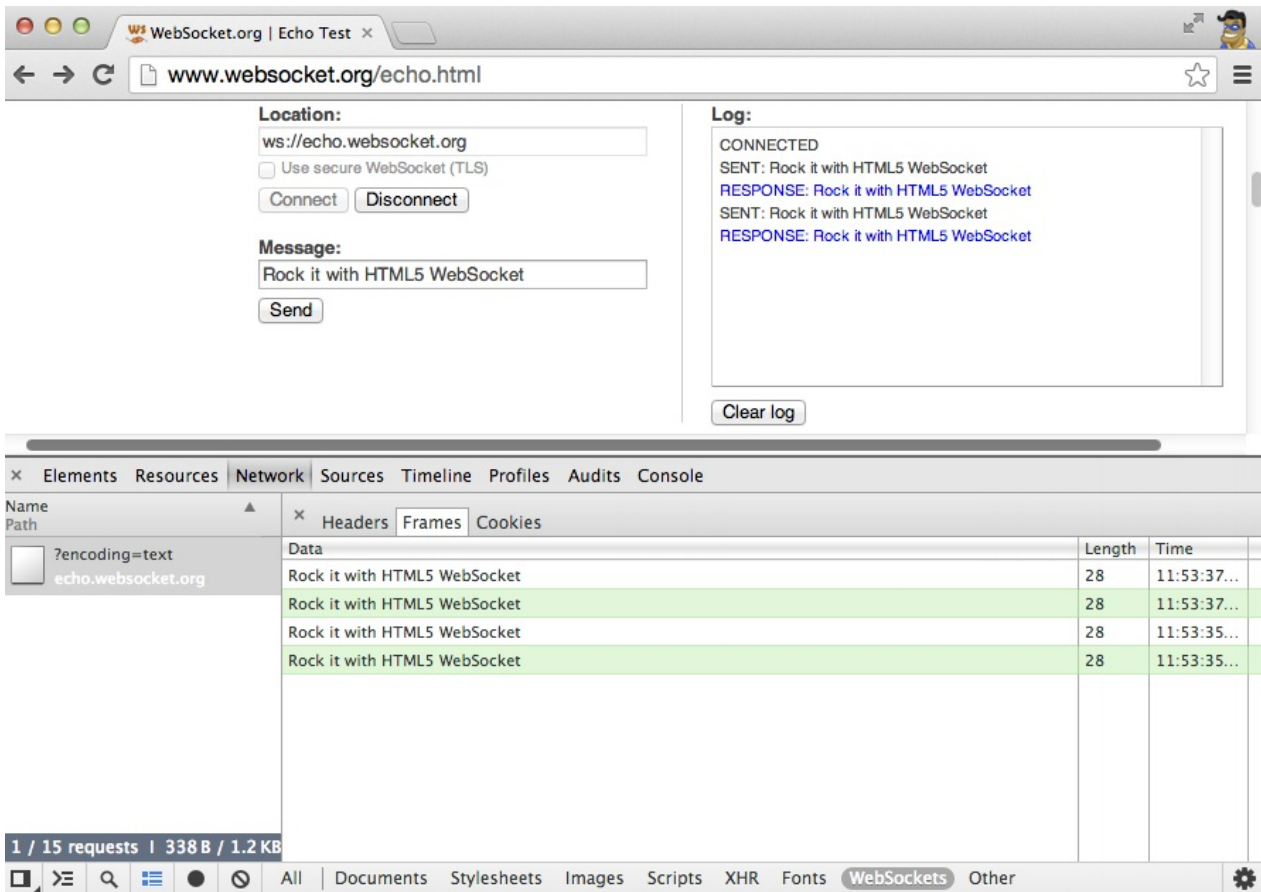 WebSocket.org | Echo Test
www.websocket.org/echo.html
Location:
ws://echo.websocket.org
Use secure WebSocket (TLS)
Connect Disconnect
Message:
Rock it with HTML5 WebSocket
Send
Log:
CONNECTED
SENT: Rock it with HTML5 WebSocket
RESPONSE: Rock it with HTML5 WebSocket
SENT: Rock it with HTML5 WebSocket
RESPONSE: Rock it with HTML5 WebSocket
Clear log
Elements Resources Network Sources Timeline Profiles Audits Console
Name
Path
?encoding=text
echo.websocket.org
Headers Frames Cookies
Data Length Time
Rock it with HTML5 WebSocket 28 11:53:37...
Rock it with HTML5 WebSocket 28 11:53:37...
Rock it with HTML5 WebSocket 28 11:53:35...
Rock it with HTML5 WebSocket 28 11:53:35...
1 / 15 requests | 338 B / 1.2 KB
All Documents Stylesheets Images Scripts XHR Fonts WebSockets Other